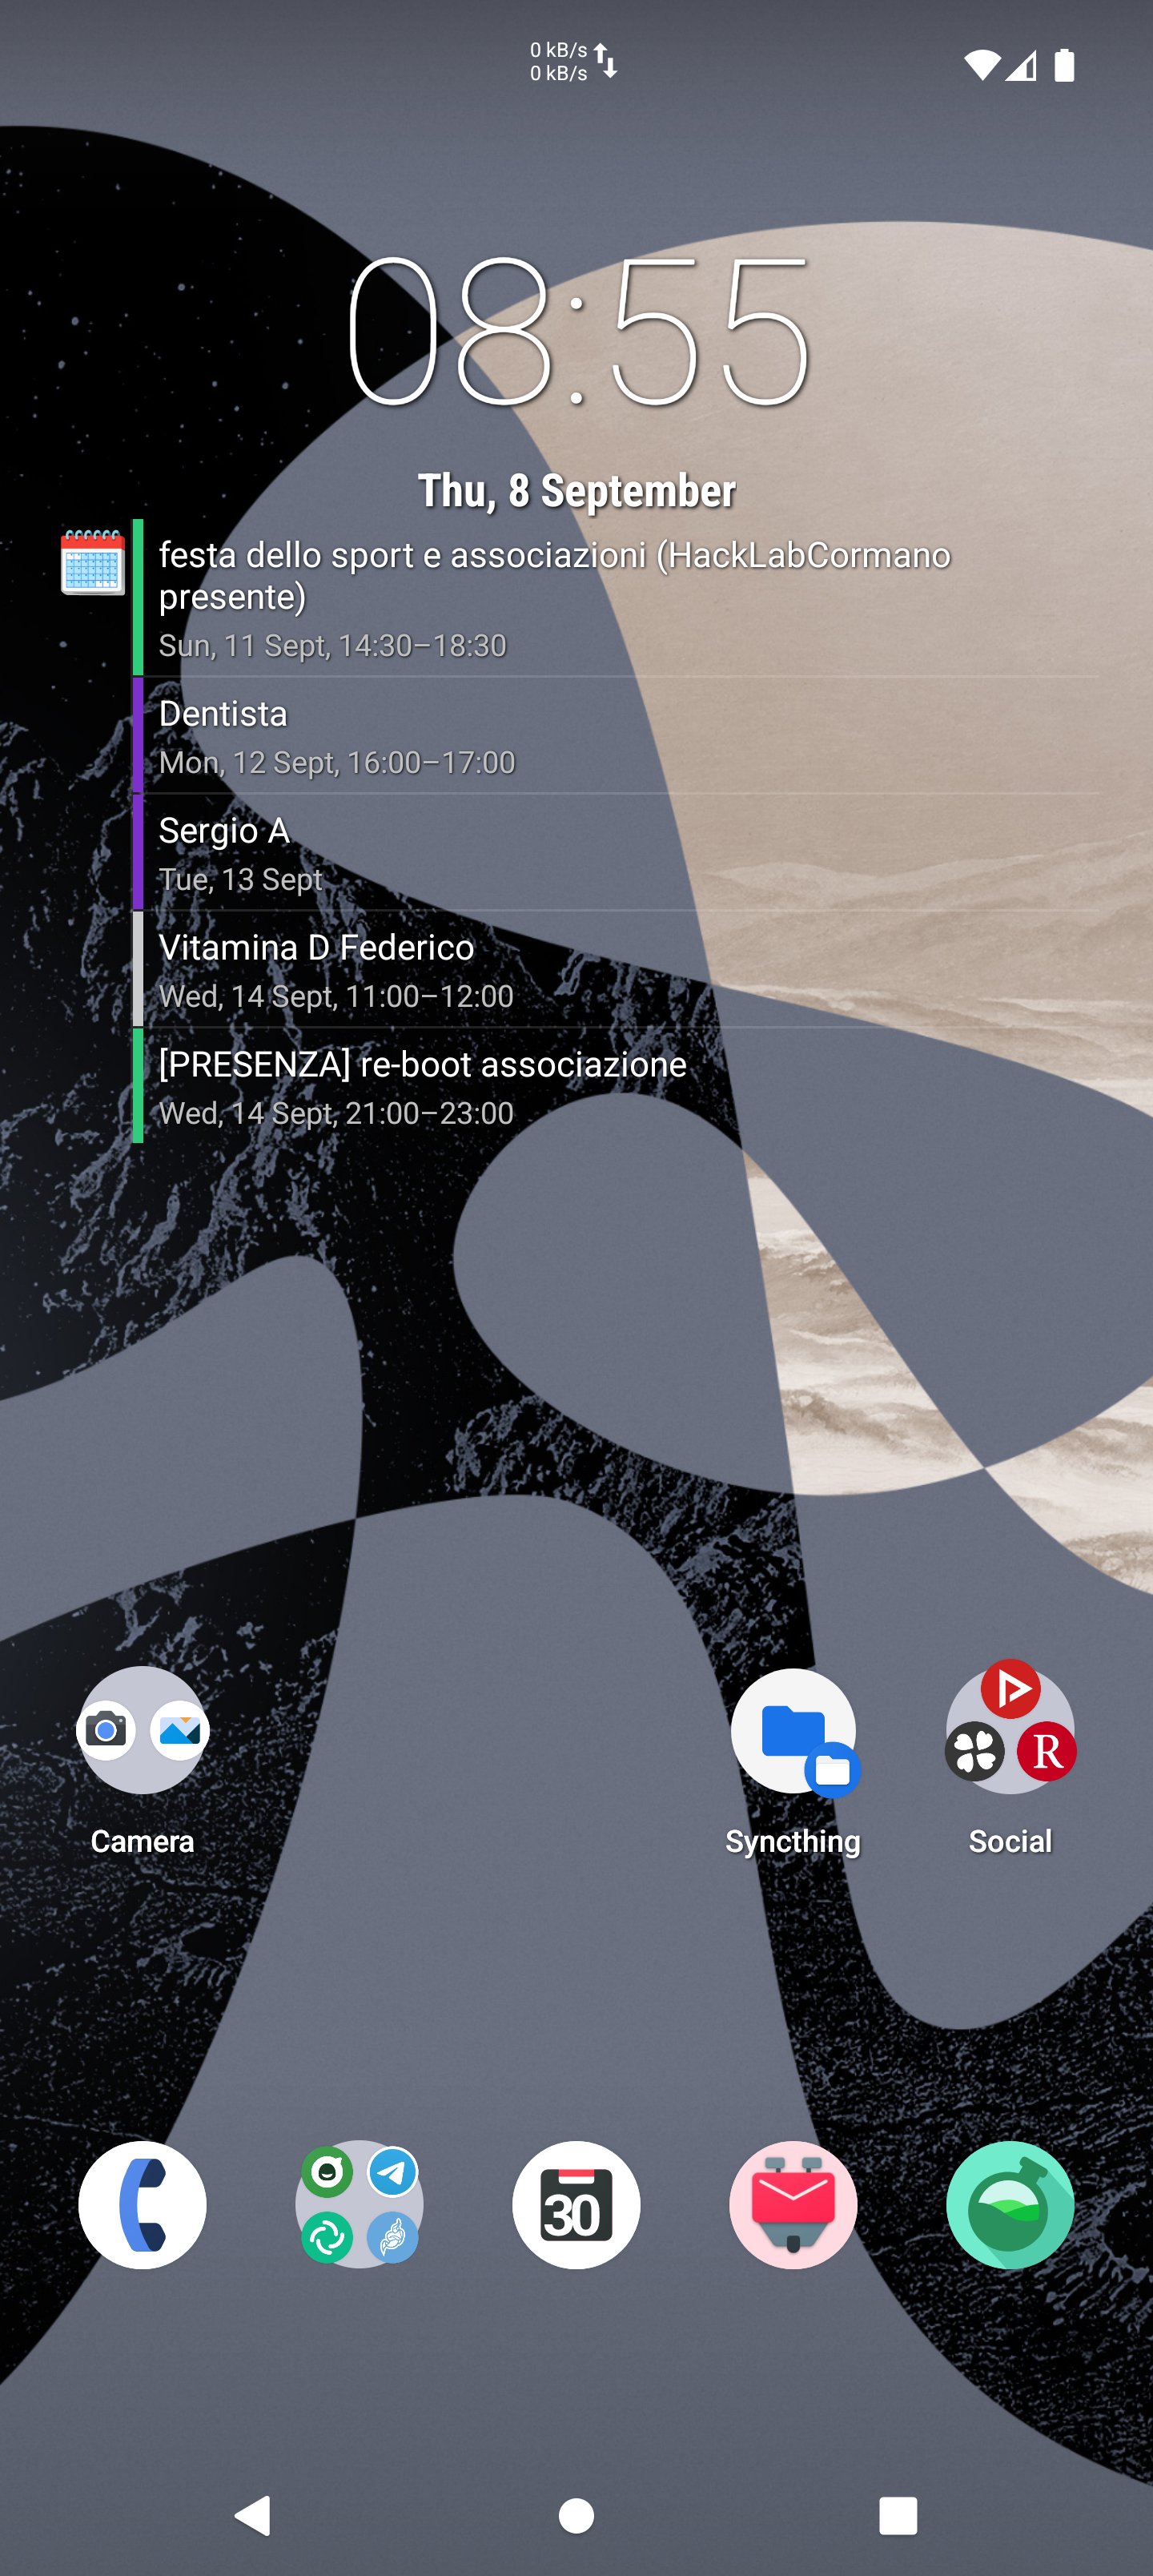 0 kB/s
0 kB/s
08:55
Thu, 8 September
festa dello sport e associazioni (HackLabCormano
presente)
Sun, 11 Sept, 14:30–18:30
Dentista
Mon, 12 Sept, 16:00–17:00
Sergio A
Tue, 13 Sept
Vitamina D Federico
Wed, 14 Sept, 11:00–12:00
[PRESENZA] re-boot associazione
Wed, 14 Sept, 21:00–23:00
R
Camera
Syncthing
Social
30